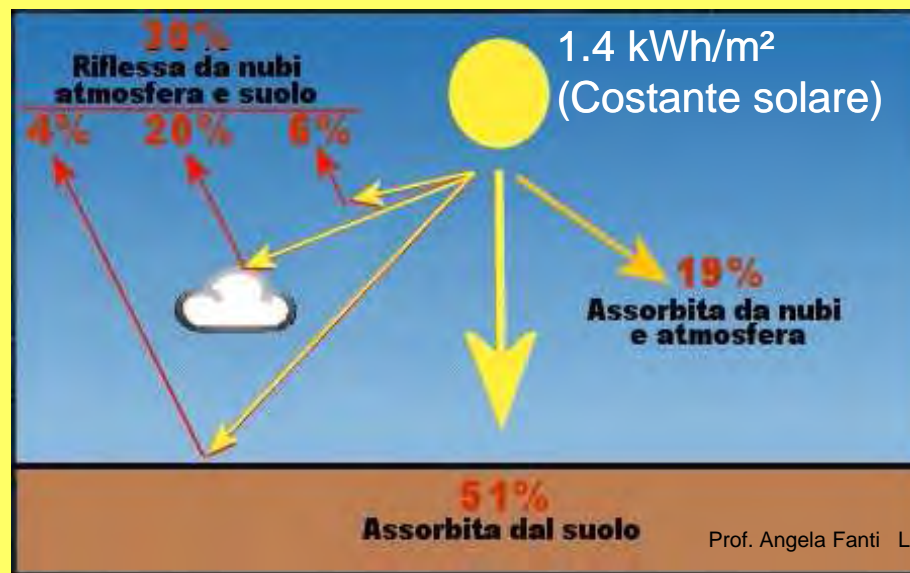 30%
Riflessa da nubi
atmosfera e suolo
4% 20% 6%
1.4 kWh/m²
(Costante solare)
19%
Assorbita da nubi
e atmosfera
51%
Assorbita dal suolo
Prof. Angela Fanti L